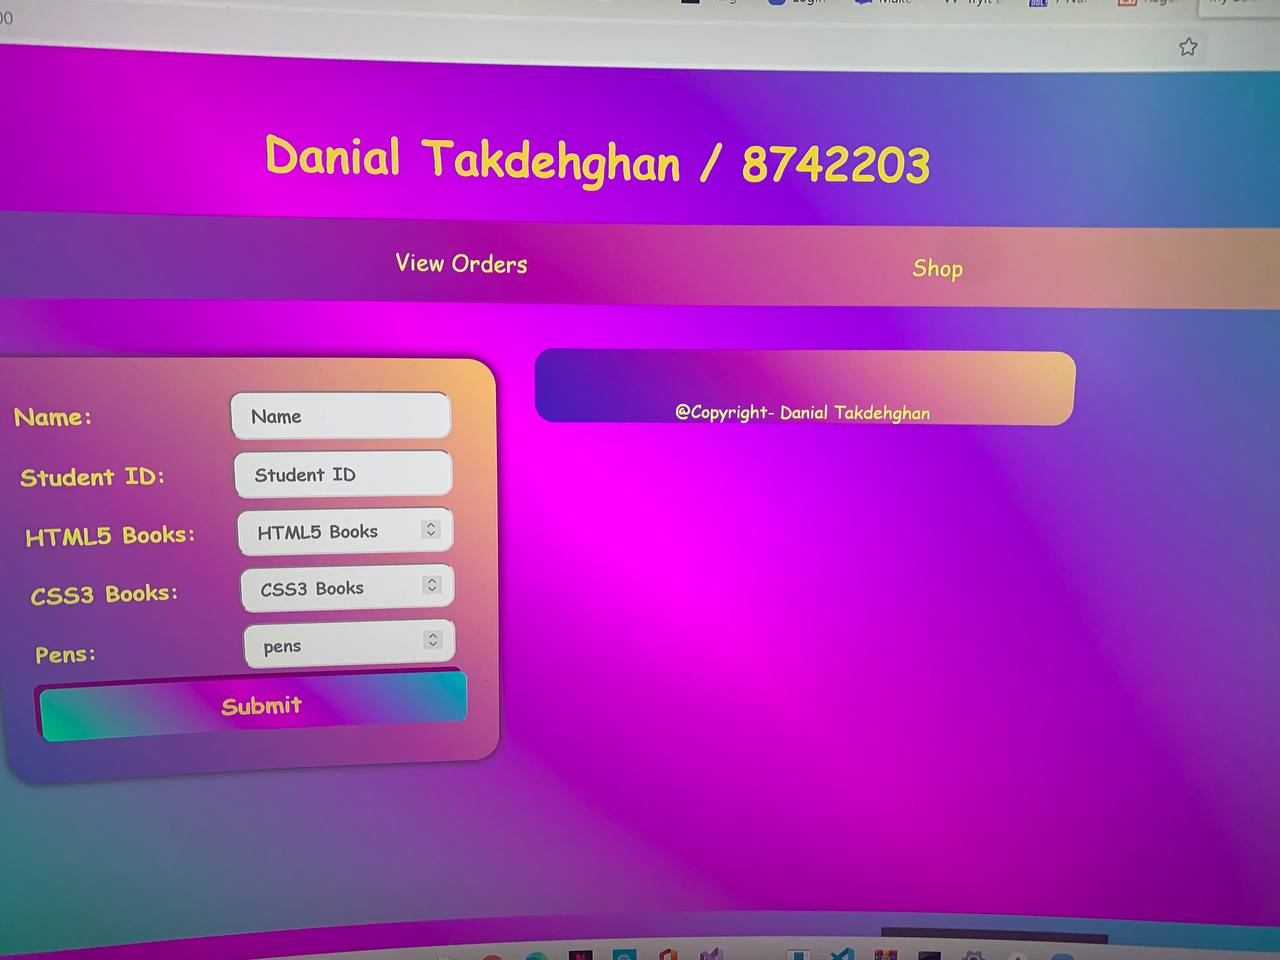 Danial Takdehghan / 8742203
View Orders
Shop
Name:
Name
Student ID:
Student ID
HTML5 Books:
HTML5 Books
CSS3 Books:
CSS3 Books
Pens:
pens
Submit
@Copyright- Danial Takdehghan